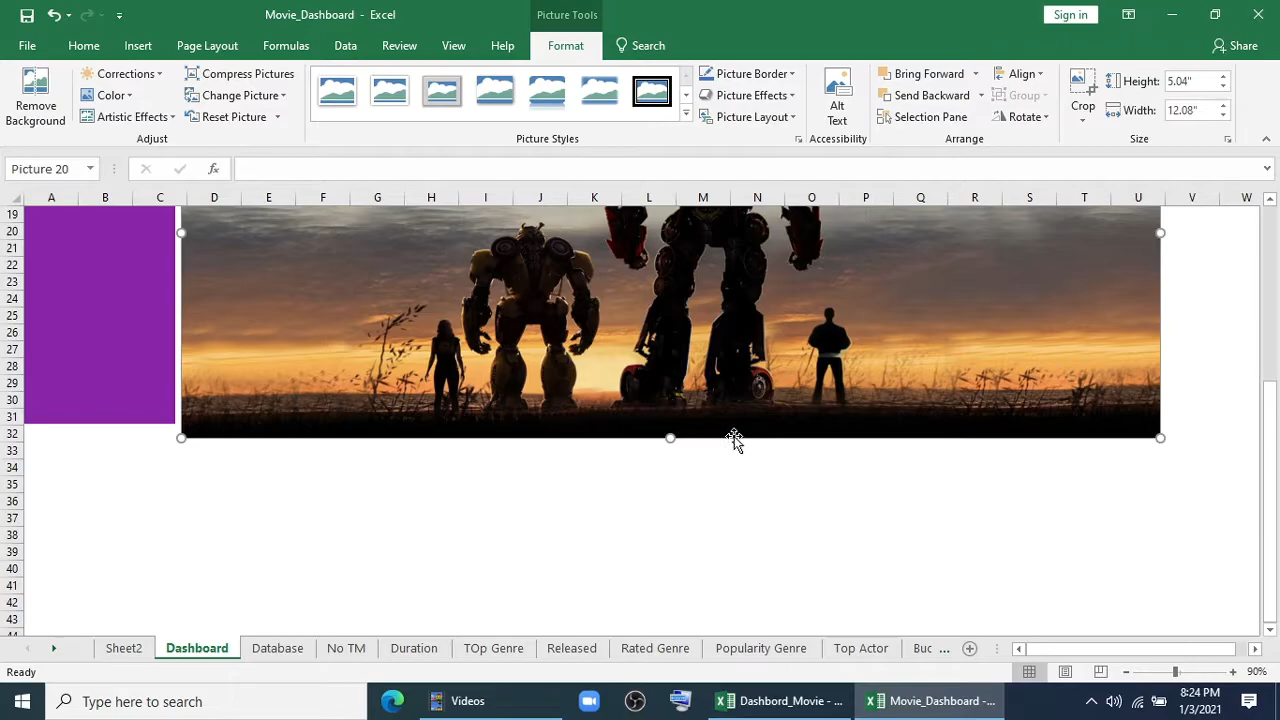 Movie_Dashboard - Excel
Picture Tools
Sign in
File
Home
Insert
Page Layout
Formulas
Data
Review
View
Help
Format
Search
Share
Remove Background
Corrections
Color
Artistic Effects
Compress Pictures
Change Picture
Reset Picture
Adjust
Picture Styles
Picture Border
Picture Effects
Picture Layout
Alt Text
Accessibility
Bring Forward
Send Backward
Selection Pane
Align
Group
Rotate
Arrange
Crop
Height: 5.04"
Width: 12.08"
Size
Picture 20
fx
A B C D E F G H I J K L M N O P Q R S T U V W
19
20
21
22
23
24
25
26
27
28
29
30
31
32
33
34
35
36
37
38
39
40
41
42
43
44
Sheet2 Dashboard Database No TM Duration TOp Genre Released Rated Genre Popularity Genre Top Actor Buc ...
Ready
90%
Type here to search
Videos
Dashbord_Movie - ...
Movie_Dashboard -...
8:24 PM
1/3/2021